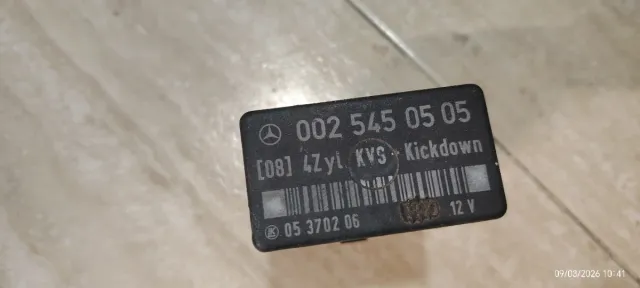 002 545 05 05
[08] 4Zyl KVS - Kickdown
05 3702 06 12 V
09/03/2026 10:41